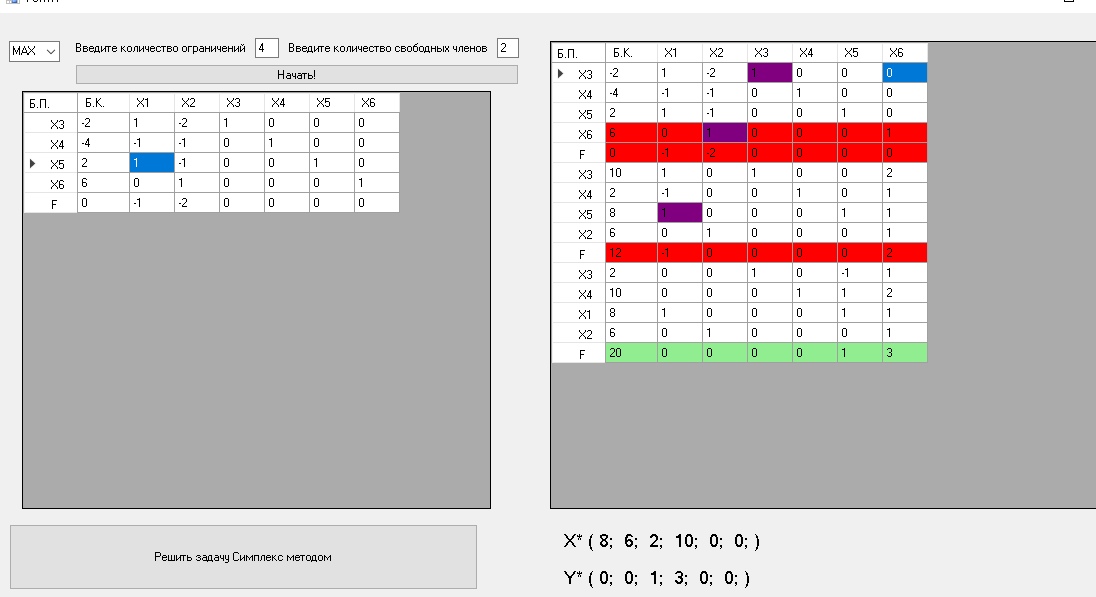 MAX Введите количество ограничений 4 Введите количество свободных членов 2
Начать!
Б.П. Б.К. X1 X2 X3 X4 X5 X6
X3 -2 1 -2 1 0 0 0
X4 -4 -1 -1 0 1 0 0
X5 2 1 -1 0 0 1 0
X6 6 0 1 0 0 0 1
F 0 -1 -2 0 0 0 0
Решить задачу Симплекс методом
Б.П. Б.К. X1 X2 X3 X4 X5 X6
X3 -2 1 -2 1 0 0 0
X4 -4 -1 -1 0 1 0 0
X5 2 1 -1 0 0 1 0
X6 6 0 1 0 0 0 1
F 0 -1 -2 0 0 0 0
X3 10 1 0 1 0 0 2
X4 2 -1 0 0 1 0 1
X5 8 1 0 0 0 1 1
X2 6 0 1 0 0 0 1
F 12 -1 0 0 0 0 2
X3 2 0 0 1 0 -1 1
X4 10 0 0 0 1 1 2
X1 8 1 0 0 0 1 1
X2 6 0 1 0 0 0 1
F 20 0 0 0 0 1 3
X* ( 8; 6; 2; 10; 0; 0; )
Y* ( 0; 0; 1; 3; 0; 0; )